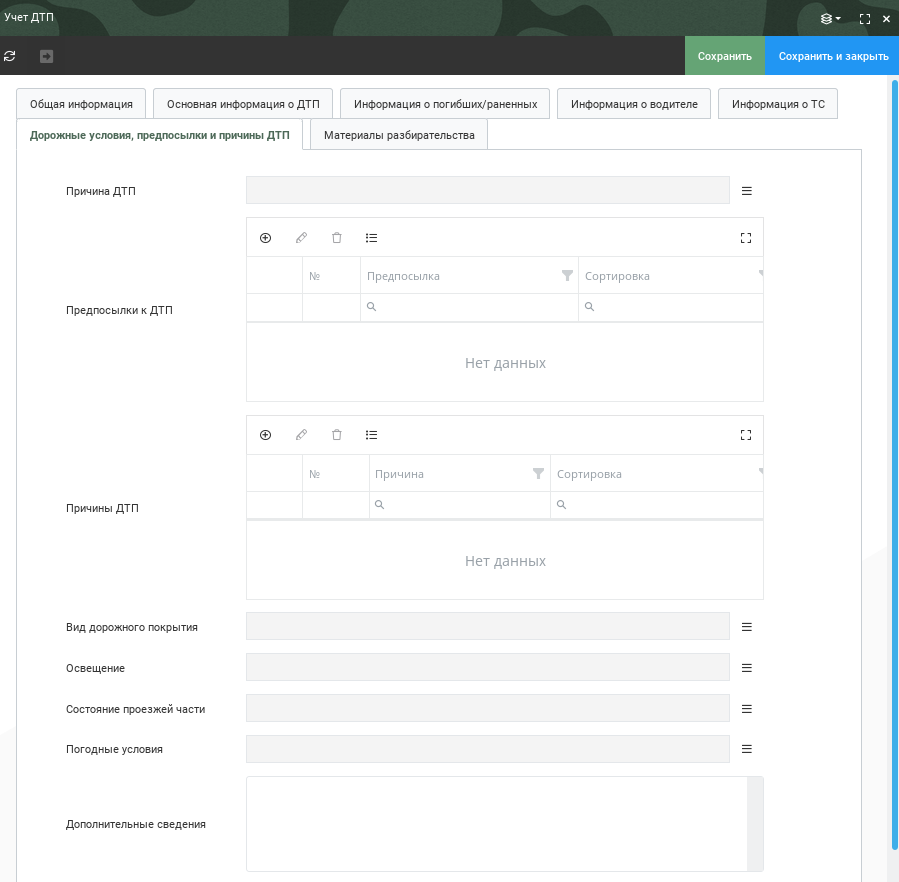 Учет ДТП
Сохранить
Сохранить и закрыть
Общая информация
Основная информация о ДТП
Информация о погибших/раненных
Информация о водителе
Информация о ТС
Дорожные условия, предпосылки и причины ДТП
Материалы разбирательства
Причина ДТП
Предпосылки к ДТП
№
Предпосылка
Сортировка
Нет данных
Причины ДТП
№
Причина
Сортировка
Нет данных
Вид дорожного покрытия
Освещение
Состояние проезжей части
Погодные условия
Дополнительные сведения